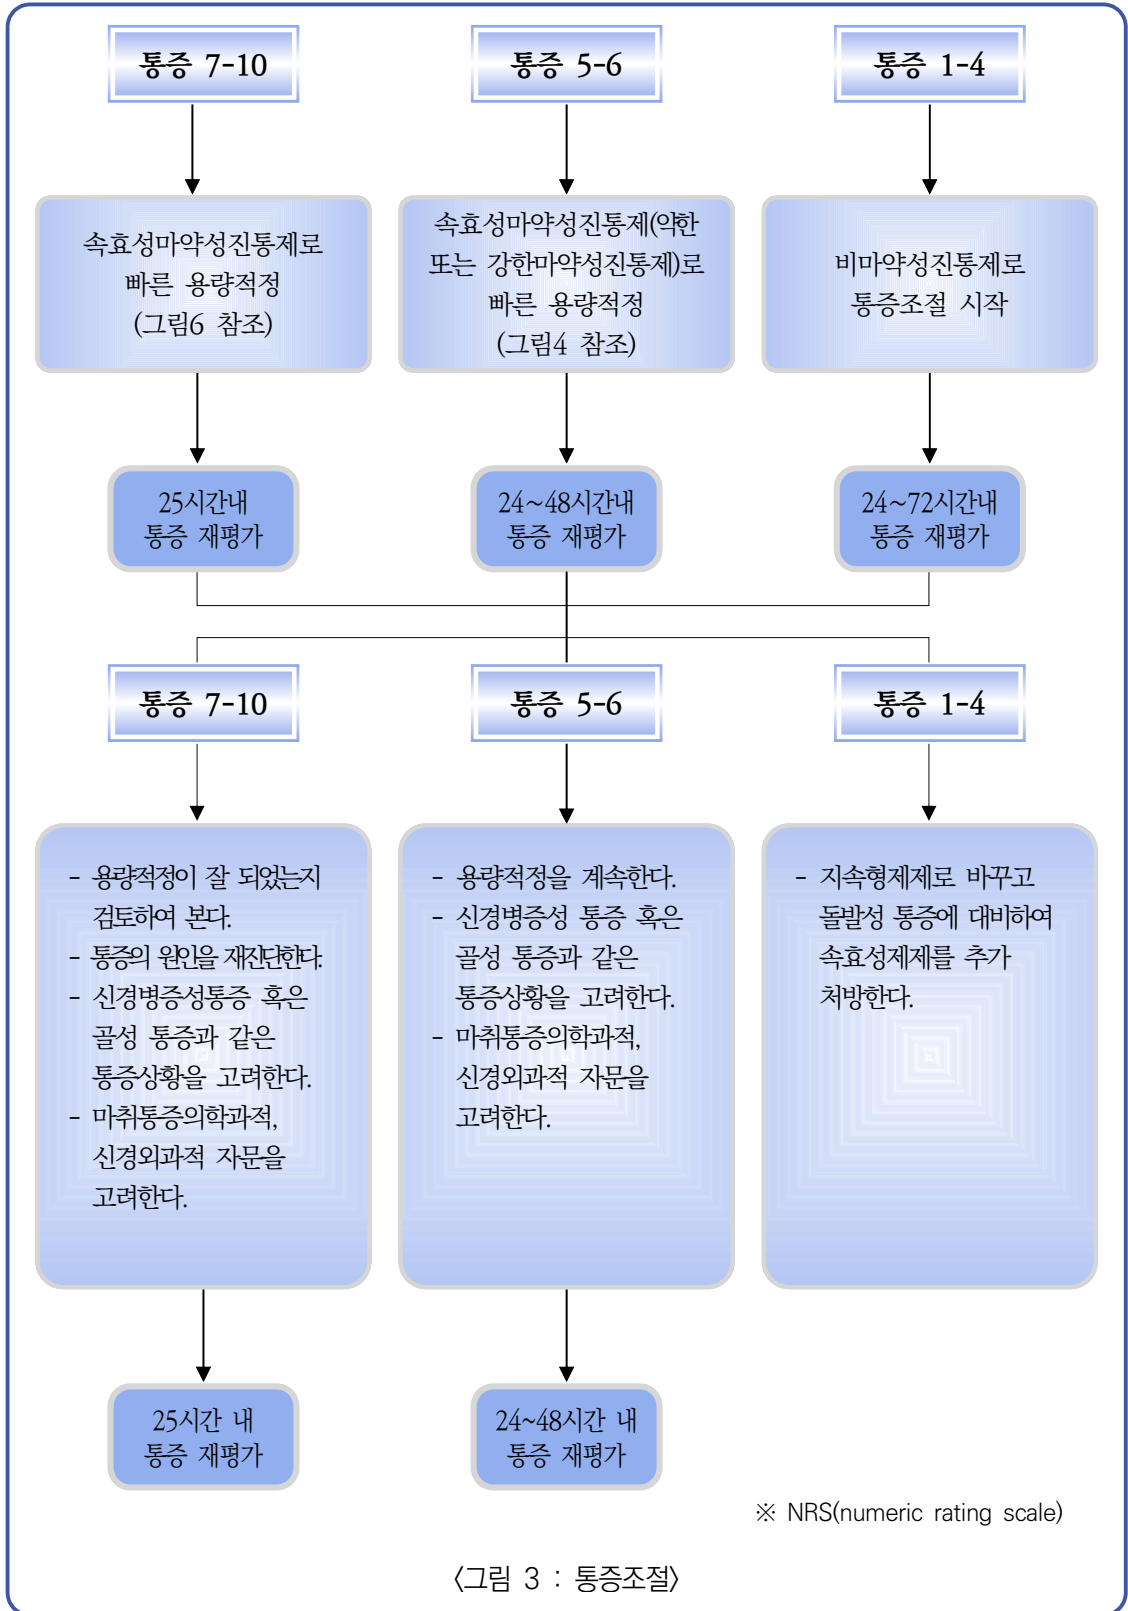 통증 7-10
통증 5-6
통증 1-4
속효성마약성진통제로
빠른 용량적정
(그림6 참조)
속효성마약성진통제(약한
또는 강한마약성진통제)로
빠른 용량적정
(그림4 참조)
비마약성진통제로
통증조절 시작
25시간내
통증 재평가
24~48시간내
통증 재평가
24~72시간내
통증 재평가
통증 7-10
통증 5-6
통증 1-4
- 용량적정이 잘 되었는지
검토하여 본다.
- 통증의 원인을 재진단한다.
- 신경병증성통증 혹은
골성 통증과 같은
통증상황을 고려한다.
- 마취통증의학과적,
신경외과적 자문을
고려한다.
- 용량적정을 계속한다.
- 신경병증성 통증 혹은
골성 통증과 같은
통증상황을 고려한다.
- 마취통증의학과적,
신경외과적 자문을
고려한다.
- 지속형제제로 바꾸고
돌발성 통증에 대비하여
속효성제제를 추가
처방한다.
25시간 내
통증 재평가
24~48시간 내
통증 재평가
※ NRS(numeric rating scale)
〈그림 3 : 통증조절〉